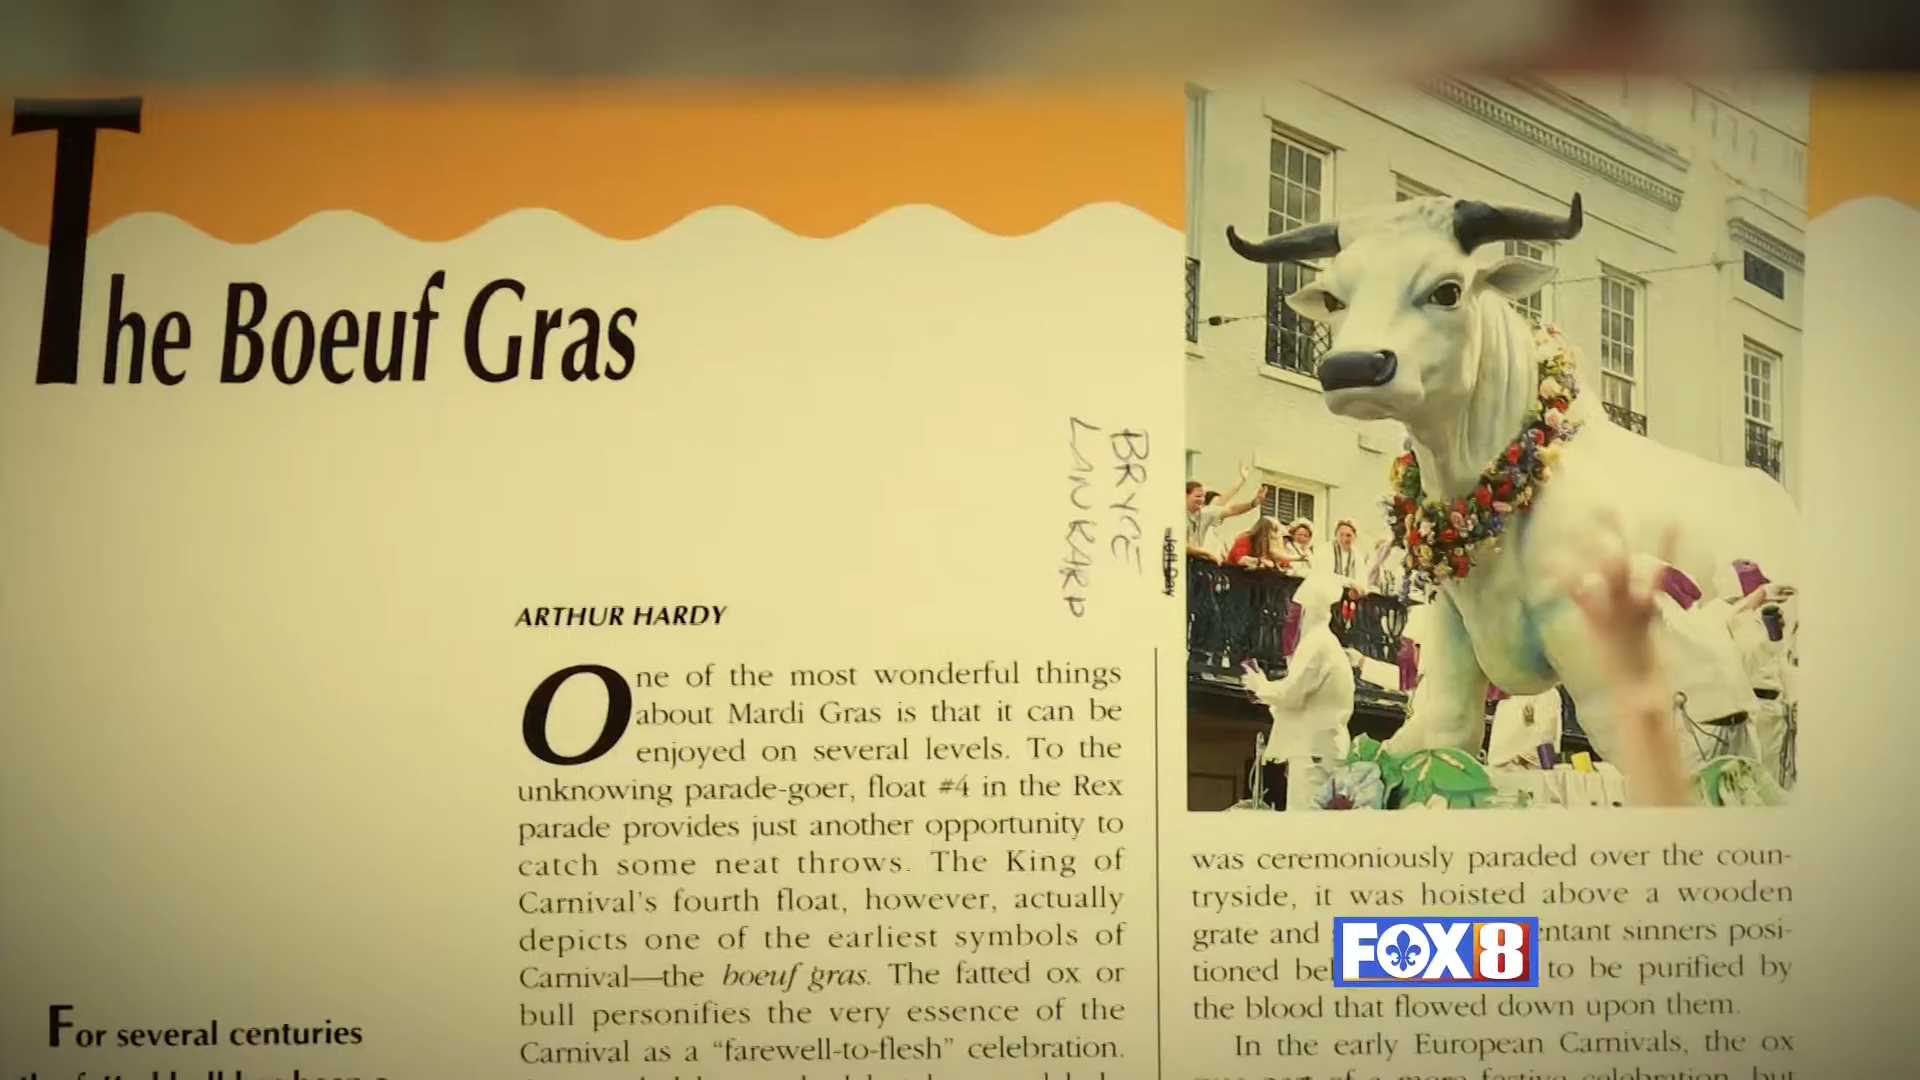 The Boeuf Gras
BRYCE
LANKARD
ARTHUR HARDY
One of the most wonderful things
about Mardi Gras is that it can be
enjoyed on several levels. To the
unknowing parade-goer, float #4 in the Rex
parade provides just another opportunity to
catch some neat throws. The King of
Carnival's fourth float, however, actually
depicts one of the earliest symbols of
Carnival—the boeuf gras. The fatted ox or
bull personifies the very essence of the
Carnival as a "farewell-to-flesh" celebration.
For several centuries
was ceremoniously paraded over the coun-
tryside, it was hoisted above a wooden
grate and sinners posi-
tioned to be purified by
the blood that flowed down upon them.
In the early European Carnivals, the ox
FOX 8